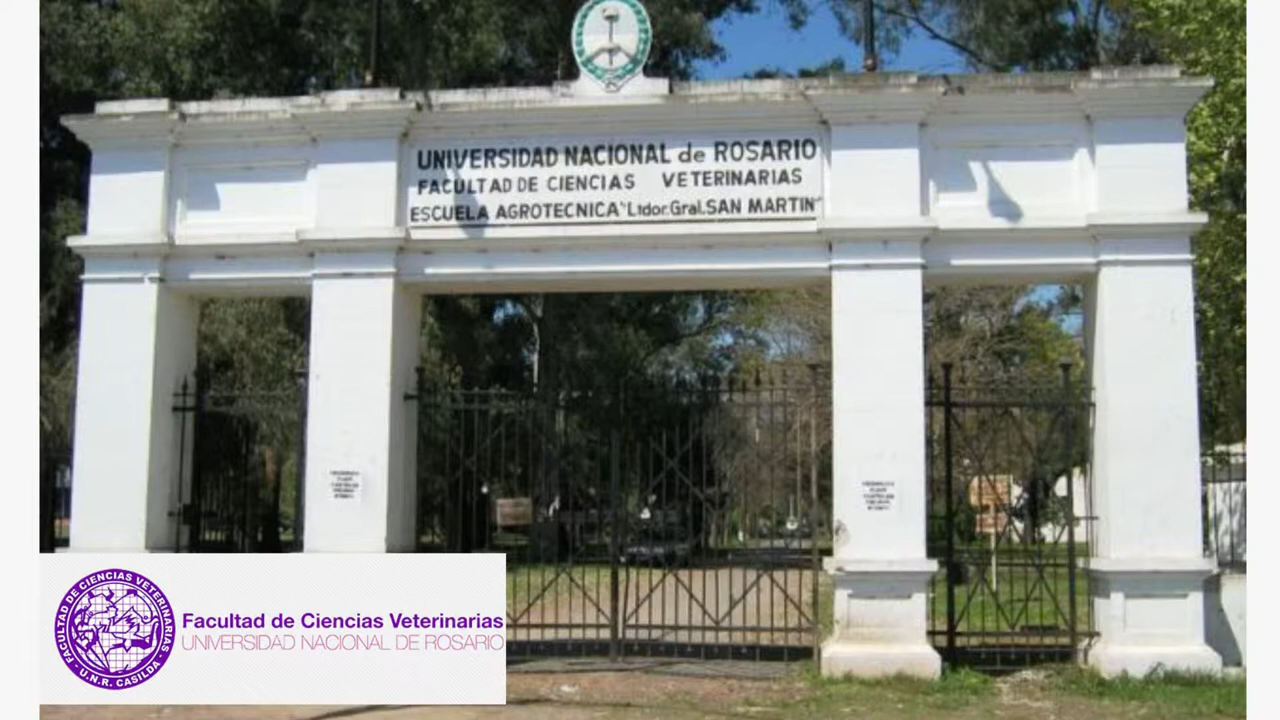 UNIVERSIDAD NACIONAL de ROSARIO
FACULTAD DE CIENCIAS VETERINARIAS
ESCUELA AGROTECNICA "Ltdor. Gral. SAN MARTIN"
FACULTAD DE CIENCIAS VETERINARIAS
· U.N.R. CASILDA ·
Facultad de Ciencias Veterinarias
UNIVERSIDAD NACIONAL DE ROSARIO